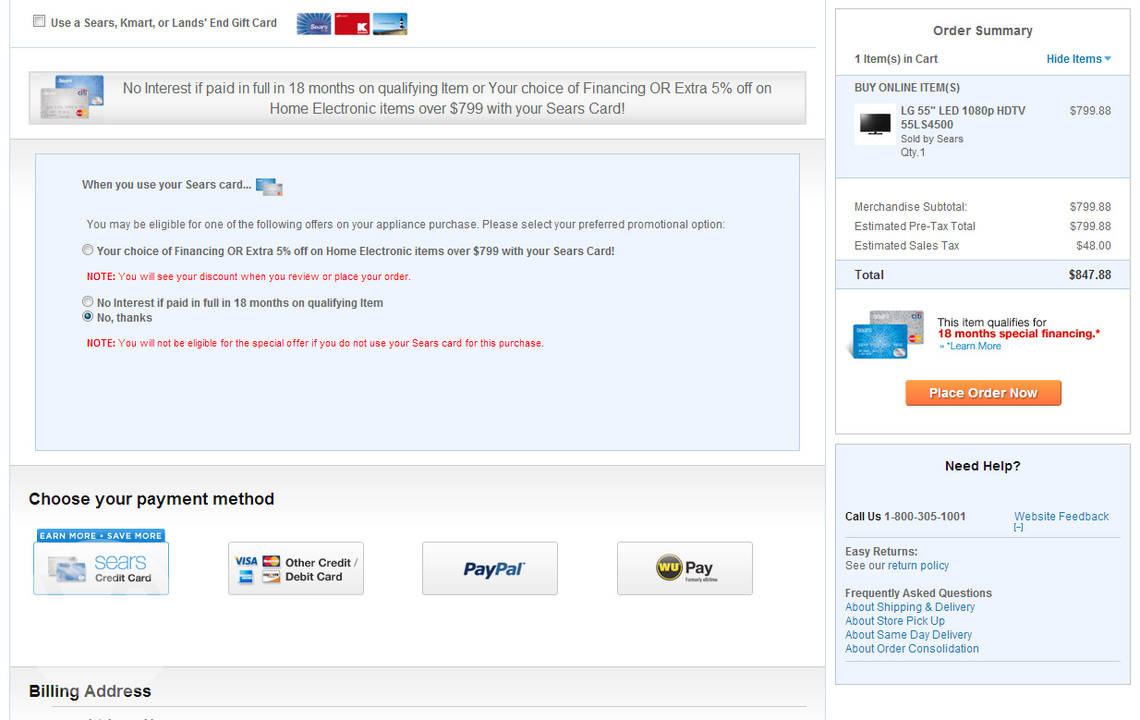 Use a Sears, Kmart, or Lands' End Gift Card
Sears
No Interest if paid in full in 18 months on qualifying Item or Your choice of Financing OR Extra 5% off on
Home Electronic items over $799 with your Sears Card!
When you use your Sears card...
You may be eligible for one of the following offers on your appliance purchase. Please select your preferred promotional option:
Your choice of Financing OR Extra 5% off on Home Electronic items over $799 with your Sears Card!
NOTE: You will see your discount when you review or place your order.
No Interest if paid in full in 18 months on qualifying Item
No, thanks
NOTE: You will not be eligible for the special offer if you do not use your Sears card for this purchase.
Choose your payment method
EARN MORE • SAVE MORE
sears
Credit Card
VISA
Other Credit /
Debit Card
PayPal
WU Pay
Formerly eBillme
Billing Address
Order Summary
1 Item(s) in Cart
Hide Items
BUY ONLINE ITEM(S)
LG 55" LED 1080p HDTV
55LS4500
$799.88
Sold by Sears
Qty.1
Merchandise Subtotal: $799.88
Estimated Pre-Tax Total $799.88
Estimated Sales Tax $48.00
Total $847.88
sears
citi
This item qualifies for
18 months special financing.*
» *Learn More
Place Order Now
Need Help?
Call Us 1-800-305-1001
Website Feedback
[–]
Easy Returns:
See our return policy
Frequently Asked Questions
About Shipping & Delivery
About Store Pick Up
About Same Day Delivery
About Order Consolidation